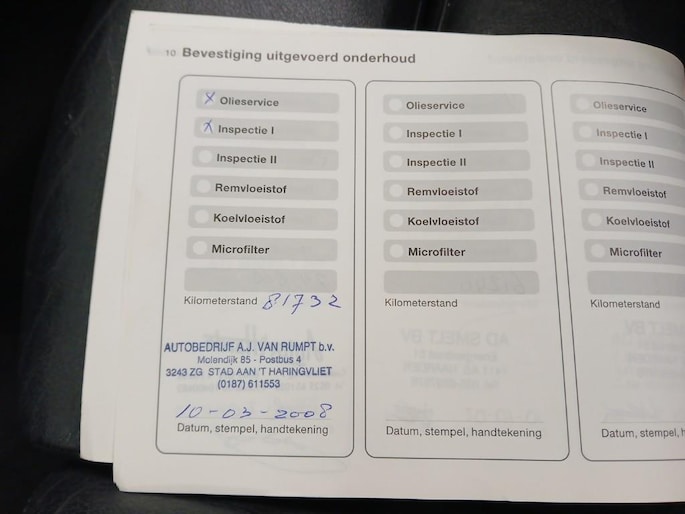 10 Bevestiging uitgevoerd onderhoud
x Olieservice
x Inspectie I
Inspectie II
Remvloeistof
Koelvloeistof
Microfilter
Kilometerstand 81732
AUTOBEDRIJF A.J. VAN RUMPT b.v.
Molendijk 85 - Postbus 4
3243 ZG STAD AAN 'T HARINGVLIET
(0187) 611553
10-03-2008
Datum, stempel, handtekening
Olieservice
Inspectie I
Inspectie II
Remvloeistof
Koelvloeistof
Microfilter
Kilometerstand
Datum, stempel, handtekening
Olieservice
Inspectie I
Inspectie II
Remvloeistof
Koelvloeistof
Microfilter
Kilometerstand
Datum, stempel, h